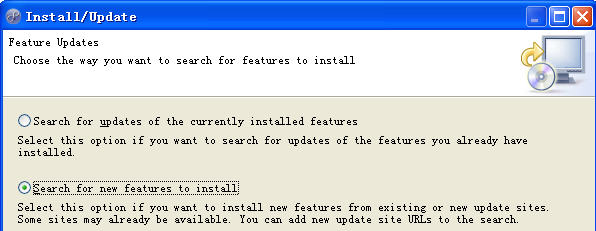 Install/Update
Feature Updates
Choose the way you want to search for features to install
Search for updates of the currently installed features
Select this option if you want to search for updates of the features you already have
installed.
Search for new features to install
Select this option if you want to install new features from existing or new update sites.
Some sites may already be available. You can add new update site URLs to the search.